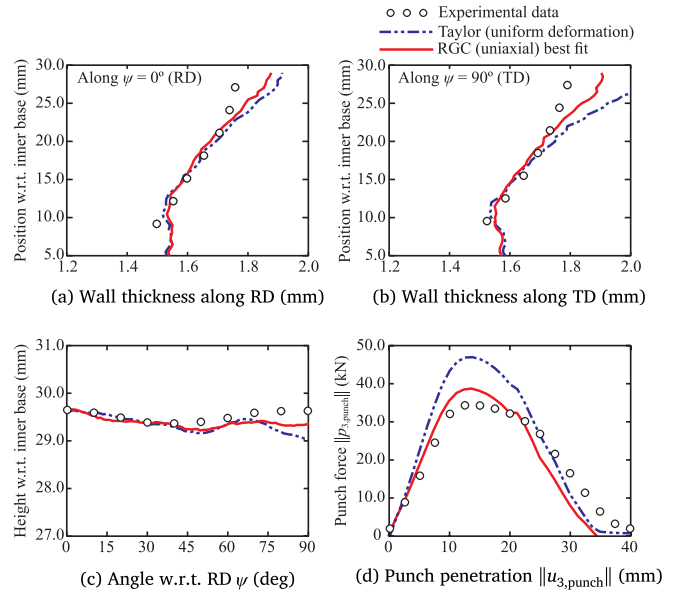 Experimental data
Taylor (uniform deformation)
RGC (uniaxial) best fit
Position w.r.t. inner base (mm)
30.0
25.0
20.0
15.0
10.0
5.0
Along ψ = 0º (RD)
1.2 1.4 1.6 1.8 2.0
(a) Wall thickness along RD (mm)
Position w.r.t. inner base (mm)
30.0
25.0
20.0
15.0
10.0
5.0
Along ψ = 90º (TD)
1.2 1.4 1.6 1.8 2.0
(b) Wall thickness along TD (mm)
Height w.r.t. inner base (mm)
31.0
30.0
29.0
28.0
27.0
0 15 30 45 60 75 90
(c) Angle w.r.t. RD ψ (deg)
Punch force ‖p3,punch‖ (kN)
50.0
40.0
30.0
20.0
10.0
0
0 10 20 30 40
(d) Punch penetration ‖u3,punch‖ (mm)